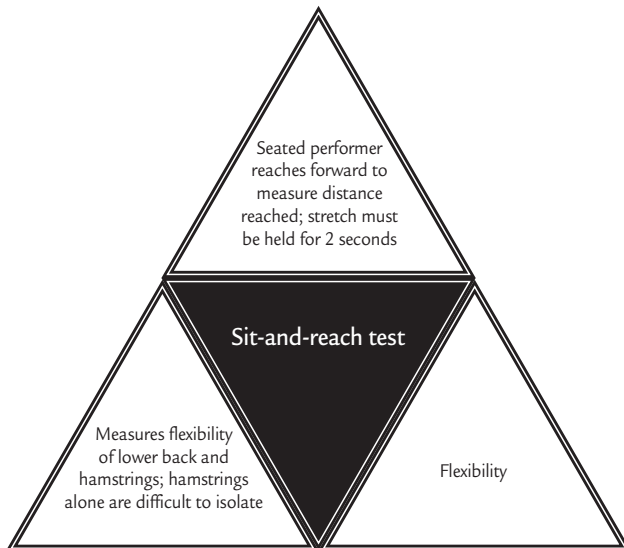 Seated performer
reaches forward to
measure distance
reached; stretch must
be held for 2 seconds
Sit-and-reach test
Measures flexibility
of lower back and
hamstrings; hamstrings
alone are difficult to isolate
Flexibility